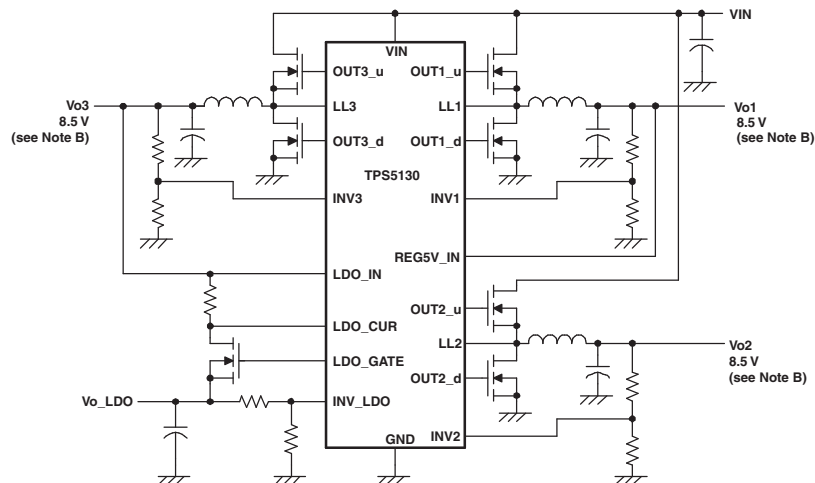 VIN
VIN
OUT3_u
OUT1_u
Vo3
8.5 V
(see Note B)
LL3
LL1
Vo1
8.5 V
(see Note B)
OUT3_d
OUT1_d
TPS5130
INV3
INV1
REG5V_IN
LDO_IN
OUT2_u
LDO_CUR
LL2
Vo2
8.5 V
(see Note B)
LDO_GATE
OUT2_d
Vo_LDO
INV_LDO
INV2
GND